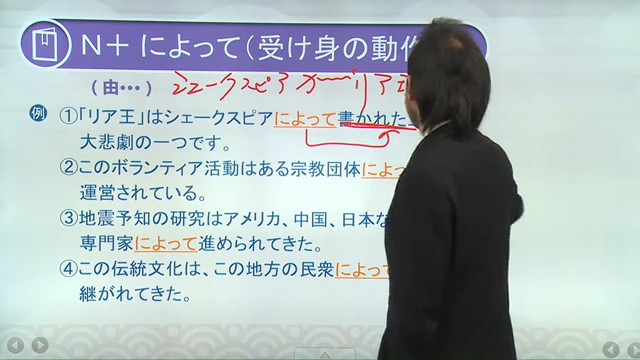 N＋によって（受け身の動作
（由…）
シェークスピアが
例 ①「リア王」はシェークスピアによって書かれた
大悲劇の一つです。
②このボランティア活動はある宗教団体によっ
運営されている。
③地震予知の研究はアメリカ、中国、日本な
専門家によって進められてきた。
④この伝統文化は、この地方の民衆によって
継がれてきた。